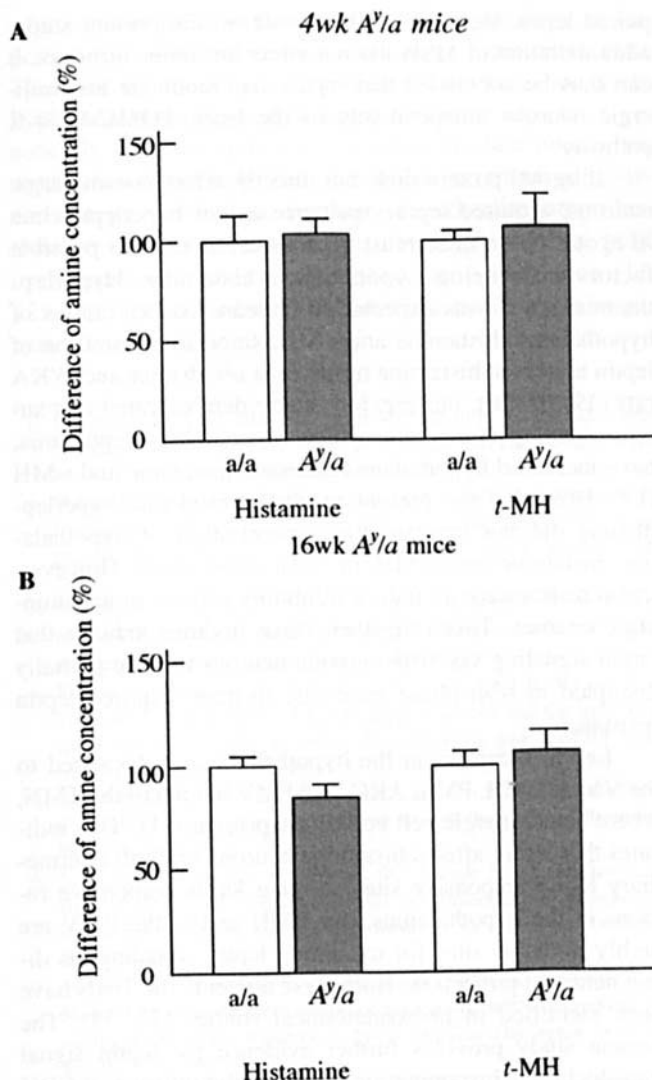 A
4wk Aʸ/a mice
Difference of amine concentration (%)
150
100
50
0
a/a Aʸ/a a/a Aʸ/a
Histamine t-MH
16wk Aʸ/a mice
B
Difference of amine concentration (%)
150
100
50
0
a/a Aʸ/a a/a Aʸ/a
Histamine t-MH